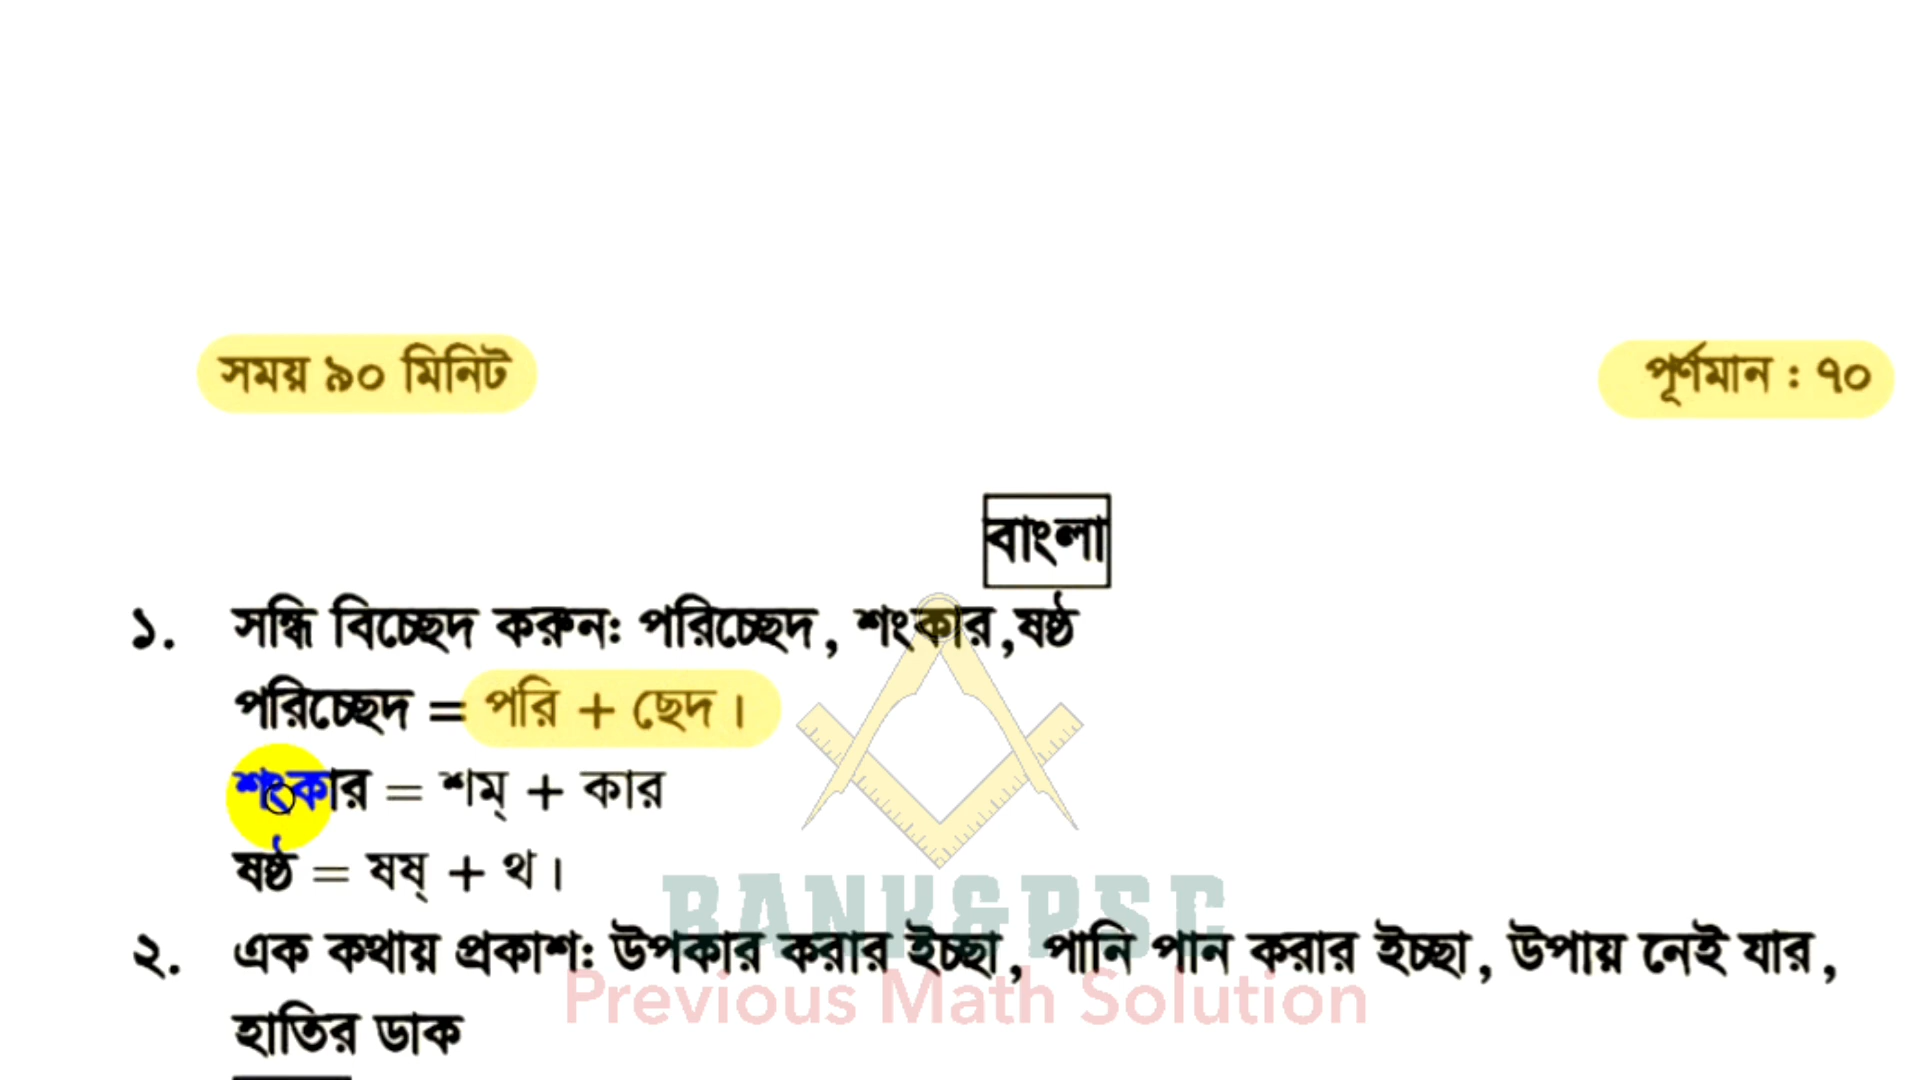 সময় ৯০ মিনিট
পূর্ণমান : ৭০
বাংলা
১. সন্ধি বিচ্ছেদ করুন: পরিচ্ছেদ, শংকার,ষষ্ঠ
পরিচ্ছেদ = পরি + ছেদ।
শংকার = শম্ + কার
ষষ্ঠ = ষষ্ + থ।
BANK&PSC
২. এক কথায় প্রকাশ: উপকার করার ইচ্ছা, পানি পান করার ইচ্ছা, উপায় নেই যার,
Previous Math Solution
হাতির ডাক